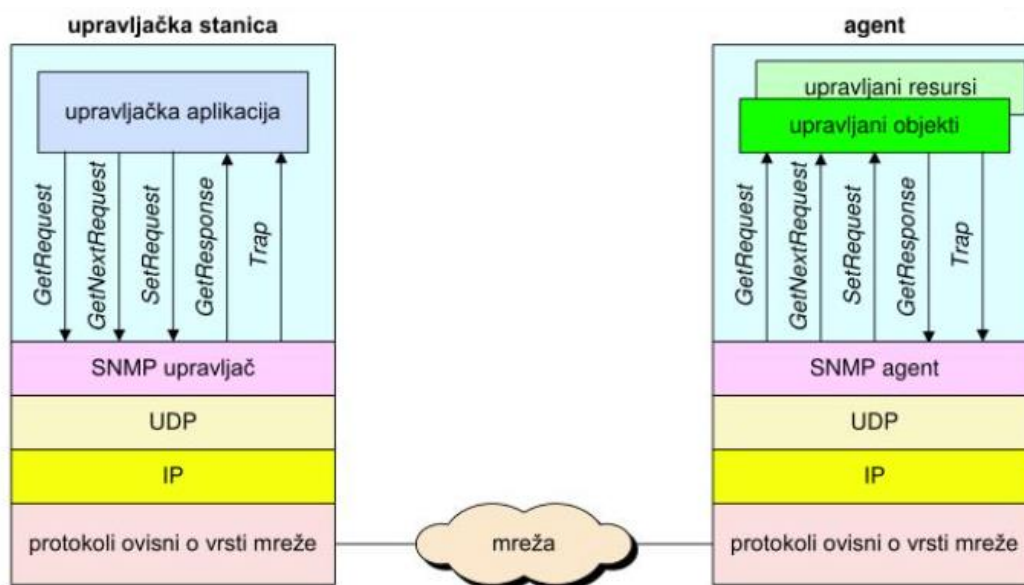 upravljačka stanica
upravljačka aplikacija
GetRequest
GetNextRequest
SetRequest
GetResponse
Trap
SNMP upravljač
UDP
IP
protokoli ovisni o vrsti mreže
mreža
agent
upravljani resursi
upravljani objekti
GetRequest
GetNextRequest
SetRequest
GetResponse
Trap
SNMP agent
UDP
IP
protokoli ovisni o vrsti mreže